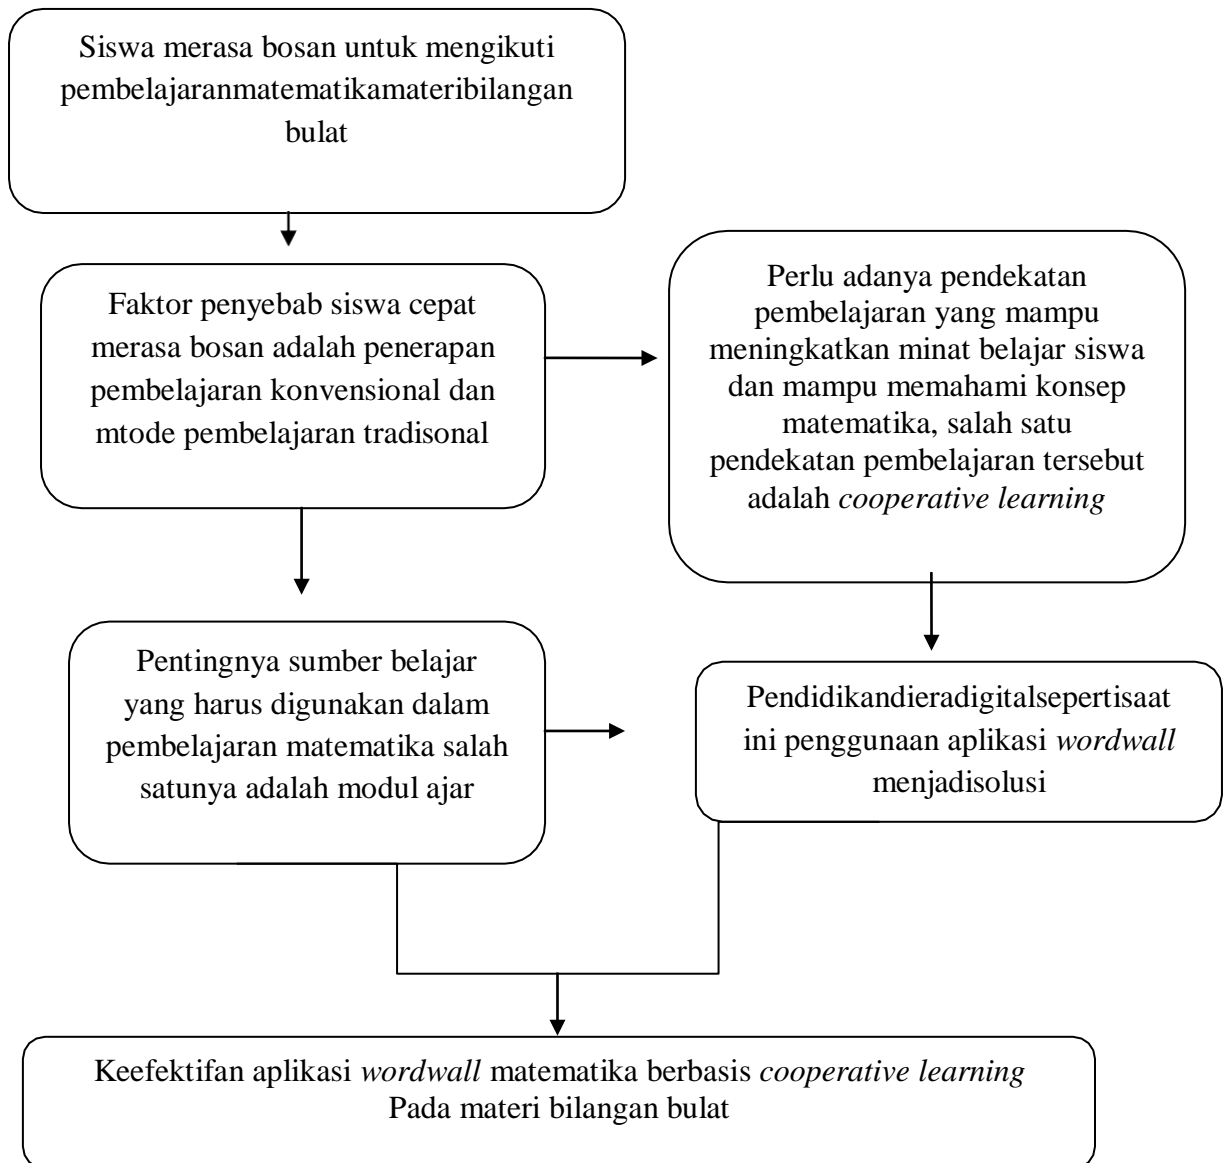 Siswa merasa bosan untuk mengikuti
pembelajaranmatematikamateribilangan
bulat
Faktor penyebab siswa cepat
merasa bosan adalah penerapan
pembelajaran konvensional dan
mtode pembelajaran tradisonal
Perlu adanya pendekatan
pembelajaran yang mampu
meningkatkan minat belajar siswa
dan mampu memahami konsep
matematika, salah satu
pendekatan pembelajaran tersebut
adalah cooperative learning
Pentingnya sumber belajar
yang harus digunakan dalam
pembelajaran matematika salah
satunya adalah modul ajar
Pendidikandieradigitalsepertisaat
ini penggunaan aplikasi wordwall
menjadisolusi
Keefektifan aplikasi wordwall matematika berbasis cooperative learning
Pada materi bilangan bulat